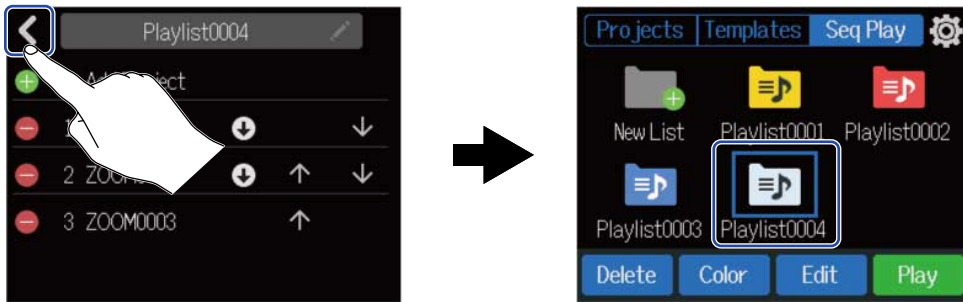 Playlist0004
ject
1
2 ZOOM
3 ZOOM0003
Projects Templates Seq Play
New List Playlist0001 Playlist0002
Playlist0003 Playlist0004
Delete Color Edit Play